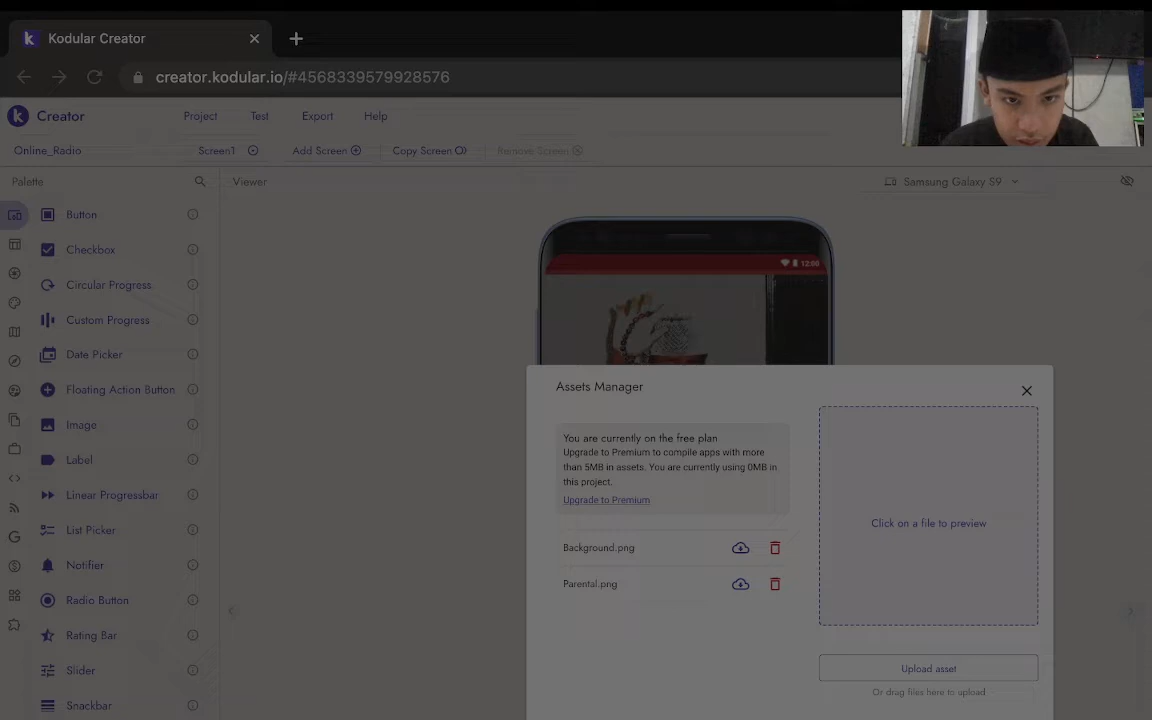 Kodular Creator
creator.kodular.io/#4568339579928576
Creator
Project
Test
Export
Help
Online_Radio
Screen1
Add Screen
Copy Screen
Remove Screen
Palette
Viewer
Samsung Galaxy S9
Button
Checkbox
Circular Progress
Custom Progress
Date Picker
Floating Action Button
Image
Label
Linear Progressbar
List Picker
Notifier
Radio Button
Rating Bar
Slider
Snackbar
12:00
Assets Manager
You are currently on the free plan
Upgrade to Premium to compile apps with more
than 5MB in assets. You are currently using 0MB in
this project.
Upgrade to Premium
Background.png
Parental.png
Click on a file to preview
Upload asset
Or drag files here to upload